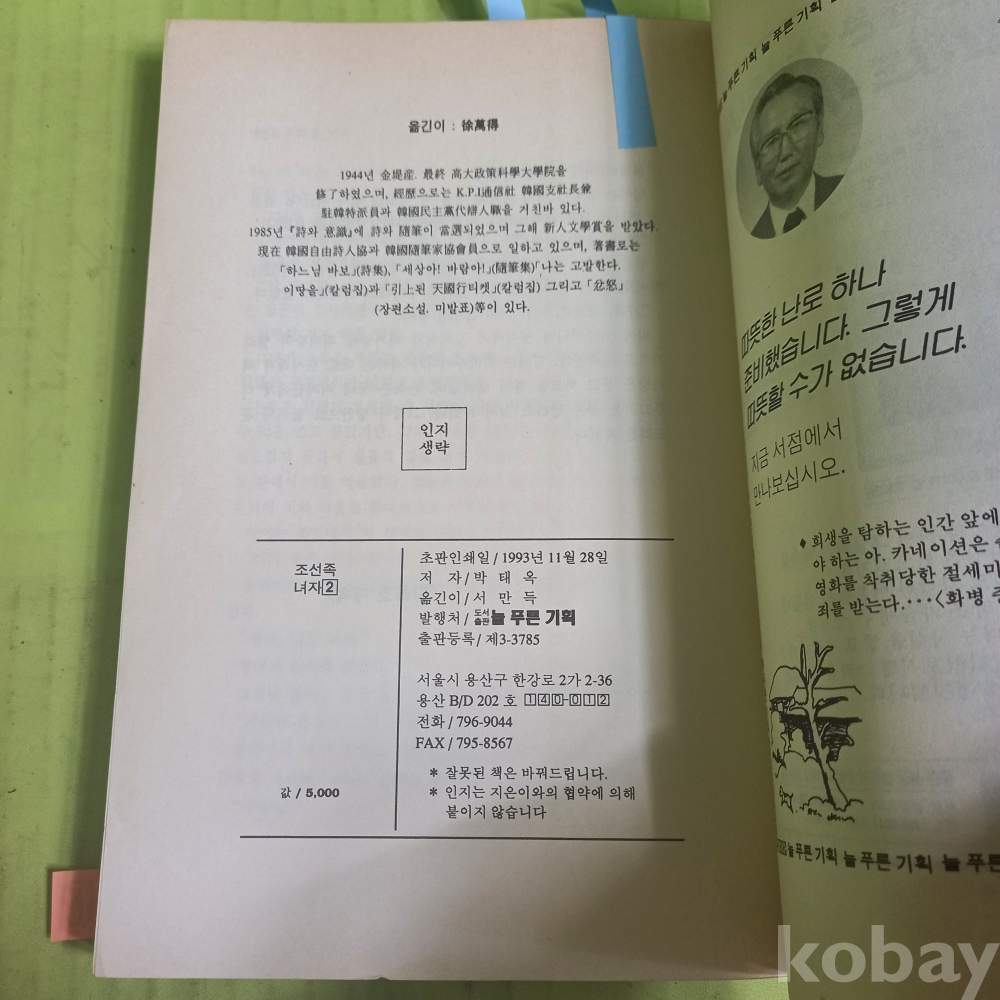 옮긴이 : 徐萬得
1944년 金堤産. 最終 高大政策科學大學院을
修了하였으며, 經歷으로는 K.P.I通信社 韓國支社長兼
駐韓特派員과 韓國民主黨代辯人職을 거친바 있다.
1985년 『詩와 意識』에 詩와 隨筆이 當選되었으며 그해 新人文學賞을 받았다.
現在 韓國自由詩人協과 韓國隨筆家協會員으로 일하고 있으며, 著書로는
「하느님 바보」(詩集), 「세상아! 바람아!」(隨筆集)「나는 고발한다.
이땅을」(칼럼집)과 「引上된 天國行티켓」(칼럼집) 그리고 「忿怒」
(장편소설. 미발표)等이 있다.
인지
생략
조선족
녀자2
값 / 5,000
초판인쇄일 / 1993년 11월 28일
저 자 / 박 태 옥
옮긴이 / 서 만 득
발행처 / 도서출판 늘 푸른 기획
출판등록 / 제3-3785
서울시 용산구 한강로 2가 2-36
용산 B/D 202 호 140-012
전화 / 796-9044
FAX / 795-8567
* 잘못된 책은 바꿔드립니다.
* 인지는 지은이와의 협약에 의해
붙이지 않습니다
늘 푸른 기획 늘 푸른 기획
따뜻한 난로 하나
준비했습니다. 그렇게
따뜻할 수가 없습니다.
지금 서점에서
만나보십시오.
♦ 희생을 탐하는 인간 앞에
야 하는 아. 카네이션은
영화를 착취당한 절세미
죄를 받는다.···〈화병
늘 푸른 기획 늘 푸른 기획 늘 푸른
kobay